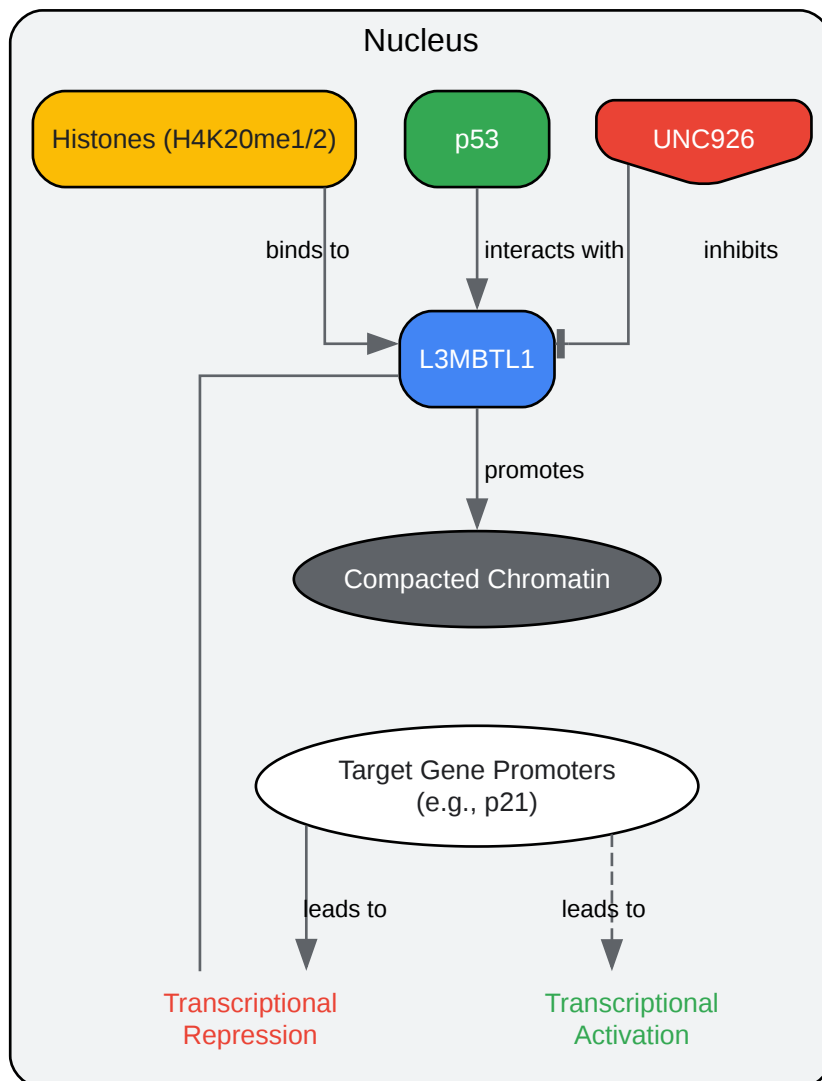 Nucleus
Histones (H4K20me1/2)
p53
UNC926
binds to
interacts with
inhibits
L3MBTL1
promotes
Compacted Chromatin
Target Gene Promoters
(e.g., p21)
leads to
leads to
Transcriptional
Repression
Transcriptional
Activation